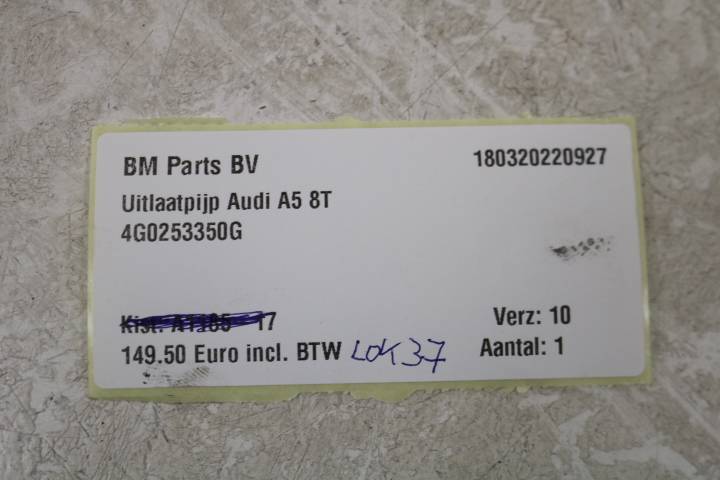 BM Parts BV 180320220927
Uitlaatpijp Audi A5 8T
4G0253350G
Kist: A1185 17 Verz: 10
149.50 Euro incl. BTW LOK 37 Aantal: 1